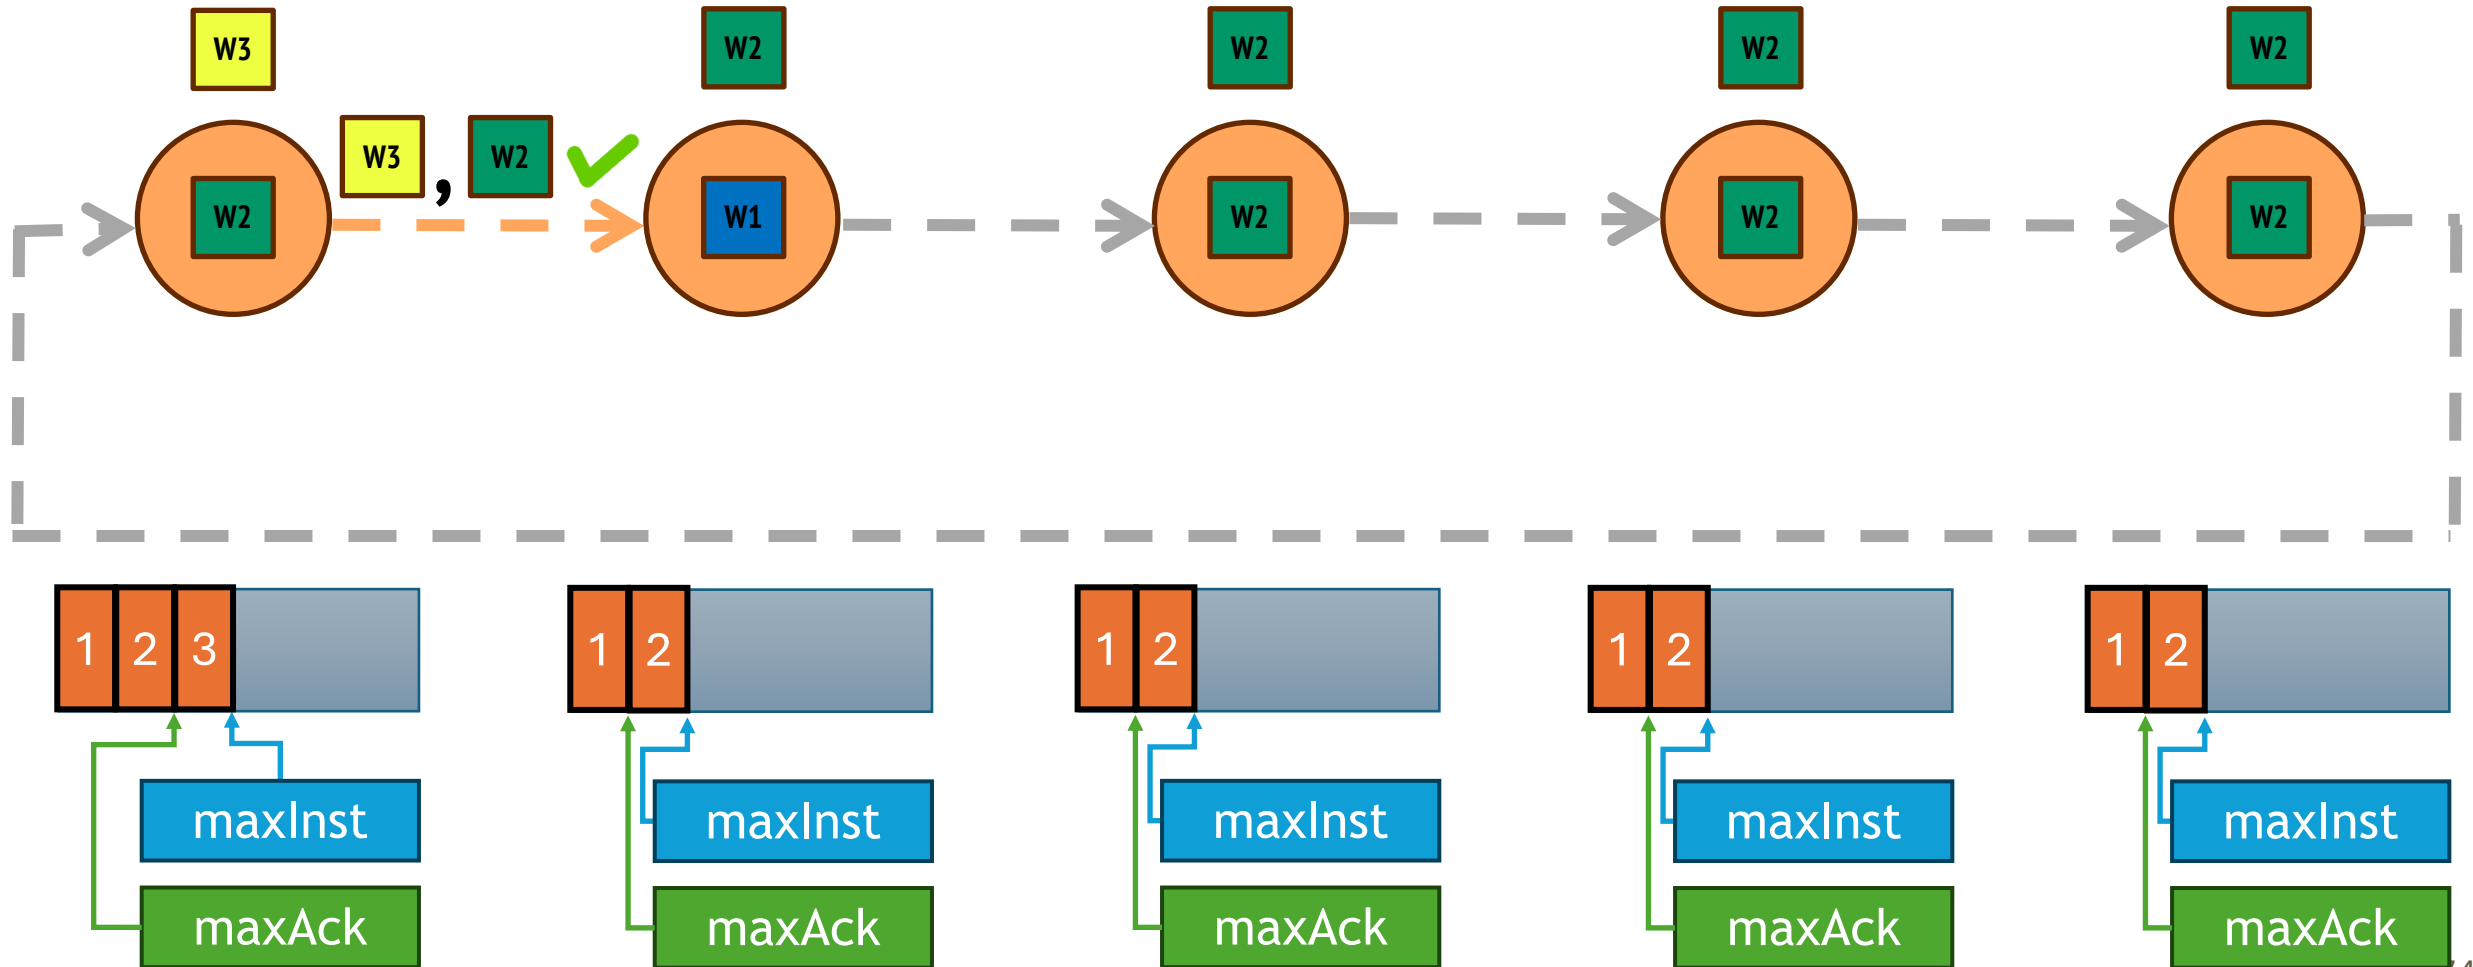 W3 W2 W2 W2 W2
W3 , W2
W2 W1 W2 W2 W2
1 2 3 1 2 1 2 1 2 1 2
maxInst maxInst maxInst maxInst maxInst
maxAck maxAck maxAck maxAck maxAck